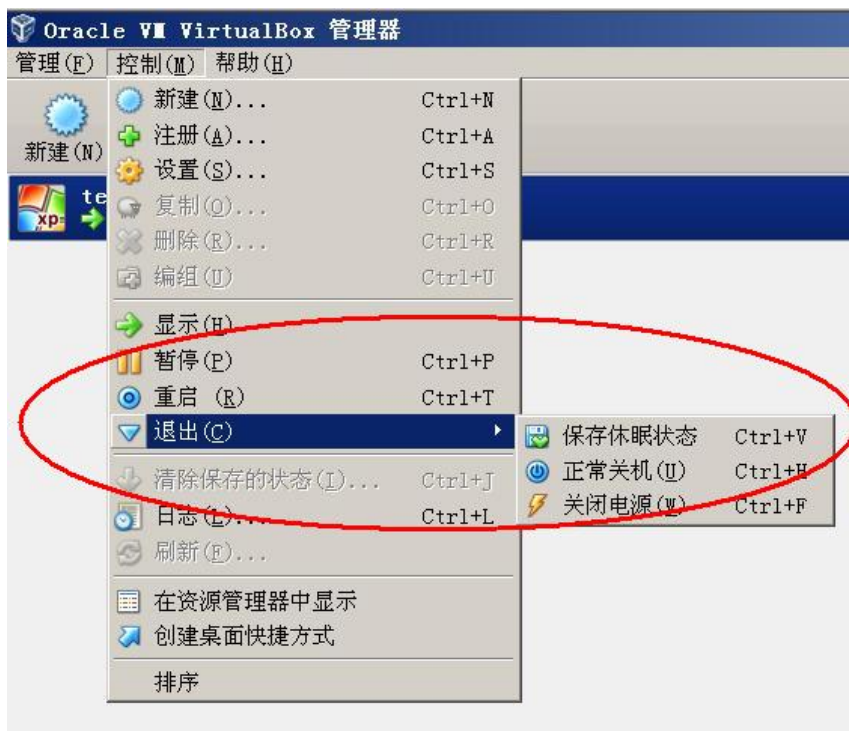 Oracle VM VirtualBox 管理器
管理(F) 控制(M) 帮助(H)
新建(N)... Ctrl+N
注册(A)... Ctrl+A
新建(N)
设置(S)... Ctrl+S
te
xp
复制(O)... Ctrl+O
删除(R)... Ctrl+R
编组(U) Ctrl+U
显示(H)
暂停(P) Ctrl+P
重启 (R) Ctrl+T
退出(C)
保存休眠状态 Ctrl+V
清除保存的状态(I)... Ctrl+J
正常关机(U) Ctrl+H
日志(L)... Ctrl+L
关闭电源(W) Ctrl+F
刷新(F)...
在资源管理器中显示
创建桌面快捷方式
排序